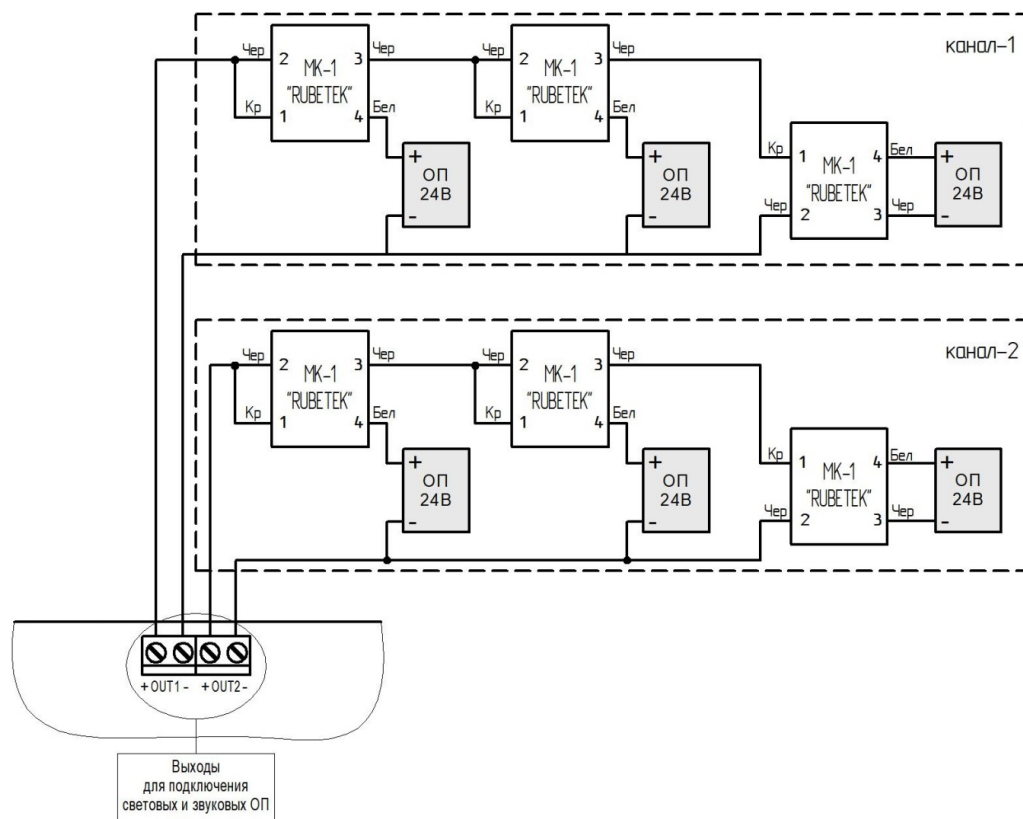 канал-1
Чер 2 МК-1 3 Чер
"RUBETEK"
Кр 1 4 Бел
Чер 2 МК-1 3 Чер
"RUBETEK"
Кр 1 4 Бел
+ ОП
24В
-
+ ОП
24В
-
Кр 1 МК-1 4 Бел
"RUBETEK"
Чер 2 3 Чер
+ ОП
24В
-
канал-2
Чер 2 МК-1 3 Чер
"RUBETEK"
Кр 1 4 Бел
Чер 2 МК-1 3 Чер
"RUBETEK"
Кр 1 4 Бел
+ ОП
24В
-
+ ОП
24В
-
Кр 1 МК-1 4 Бел
"RUBETEK"
Чер 2 3 Чер
+ ОП
24В
-
+ OUT1 - + OUT2 -
Выходы
для подключения
световых и звуковых ОП